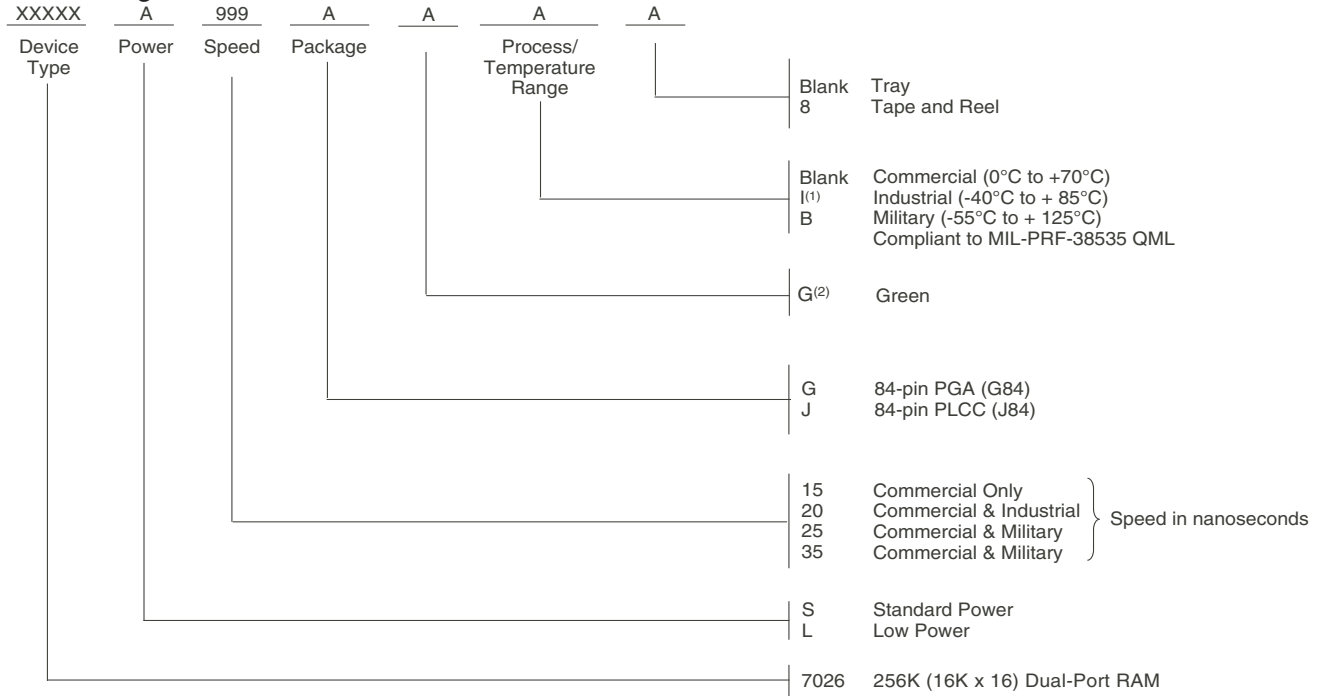 XXXXX A 999 A A A A
Device Type Power Speed Package Process/ Temperature Range
Blank Tray
8 Tape and Reel
Blank Commercial (0°C to +70°C)
I(1) Industrial (-40°C to + 85°C)
B Military (-55°C to + 125°C)
Compliant to MIL-PRF-38535 QML
G(2) Green
G 84-pin PGA (G84)
J 84-pin PLCC (J84)
15 Commercial Only
20 Commercial & Industrial
25 Commercial & Military
35 Commercial & Military
Speed in nanoseconds
S Standard Power
L Low Power
7026 256K (16K x 16) Dual-Port RAM